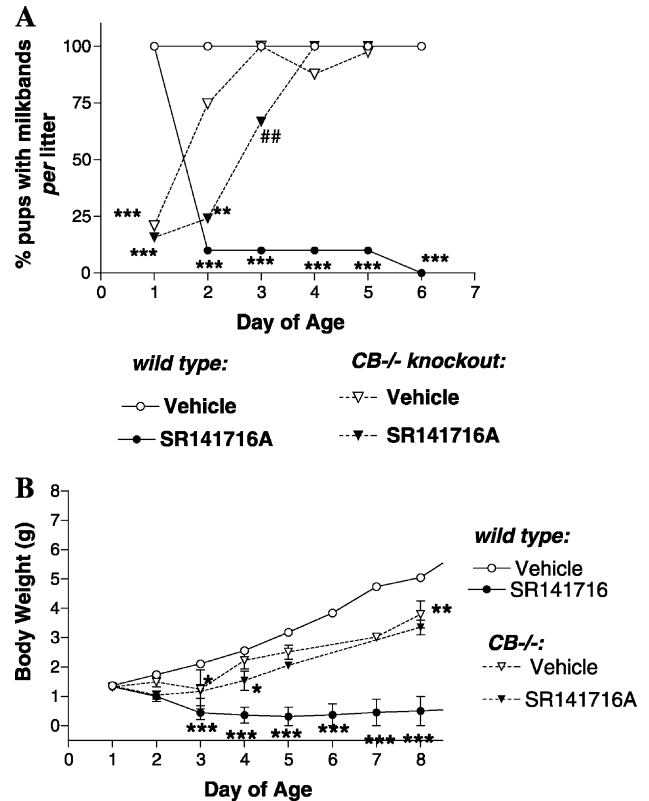 A
% pups with milkbands
per litter
100
75
50
25
0
***
***
**
##
***
***
***
***
***
0 1 2 3 4 5 6 7
Day of Age
wild type: CB-/- knockout:
Vehicle Vehicle
SR141716A SR141716A
B
Body Weight (g)
8
7
6
5
4
3
2
1
0
*
*
**
***
***
***
***
***
***
0 1 2 3 4 5 6 7 8
Day of Age
wild type:
Vehicle
SR141716
CB-/-:
Vehicle
SR141716A